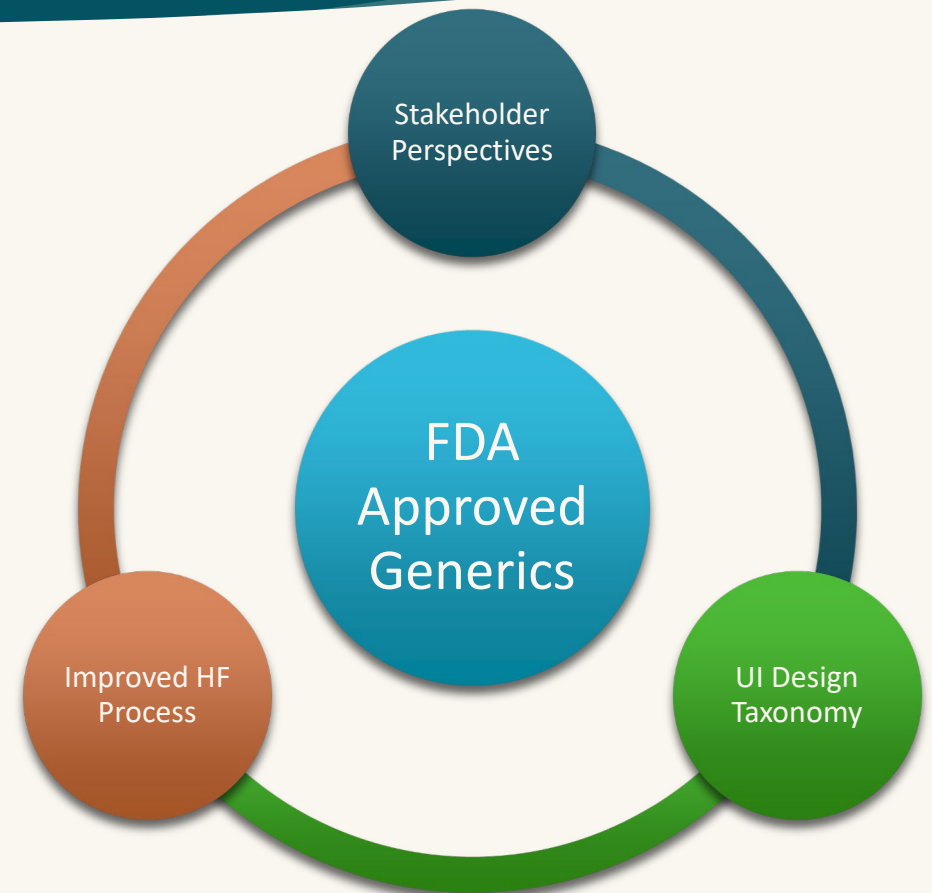 Stakeholder
Perspectives
FDA
Approved
Generics
Improved HF
Process
UI Design
Taxonomy